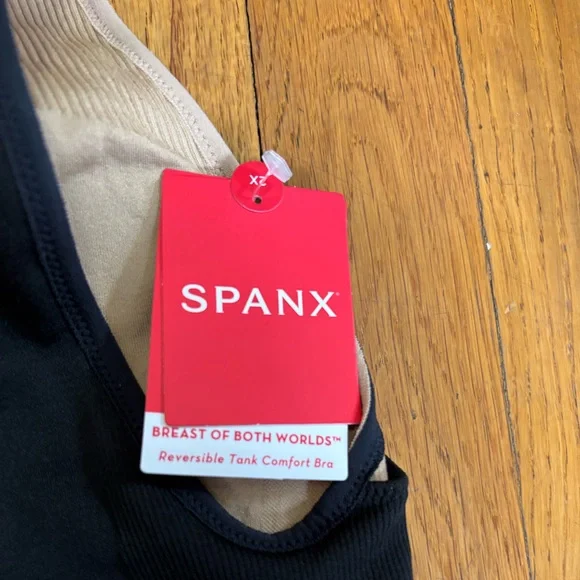 2X
SPANX
BREAST OF BOTH WORLDS™
Reversible Tank Comfort Bra